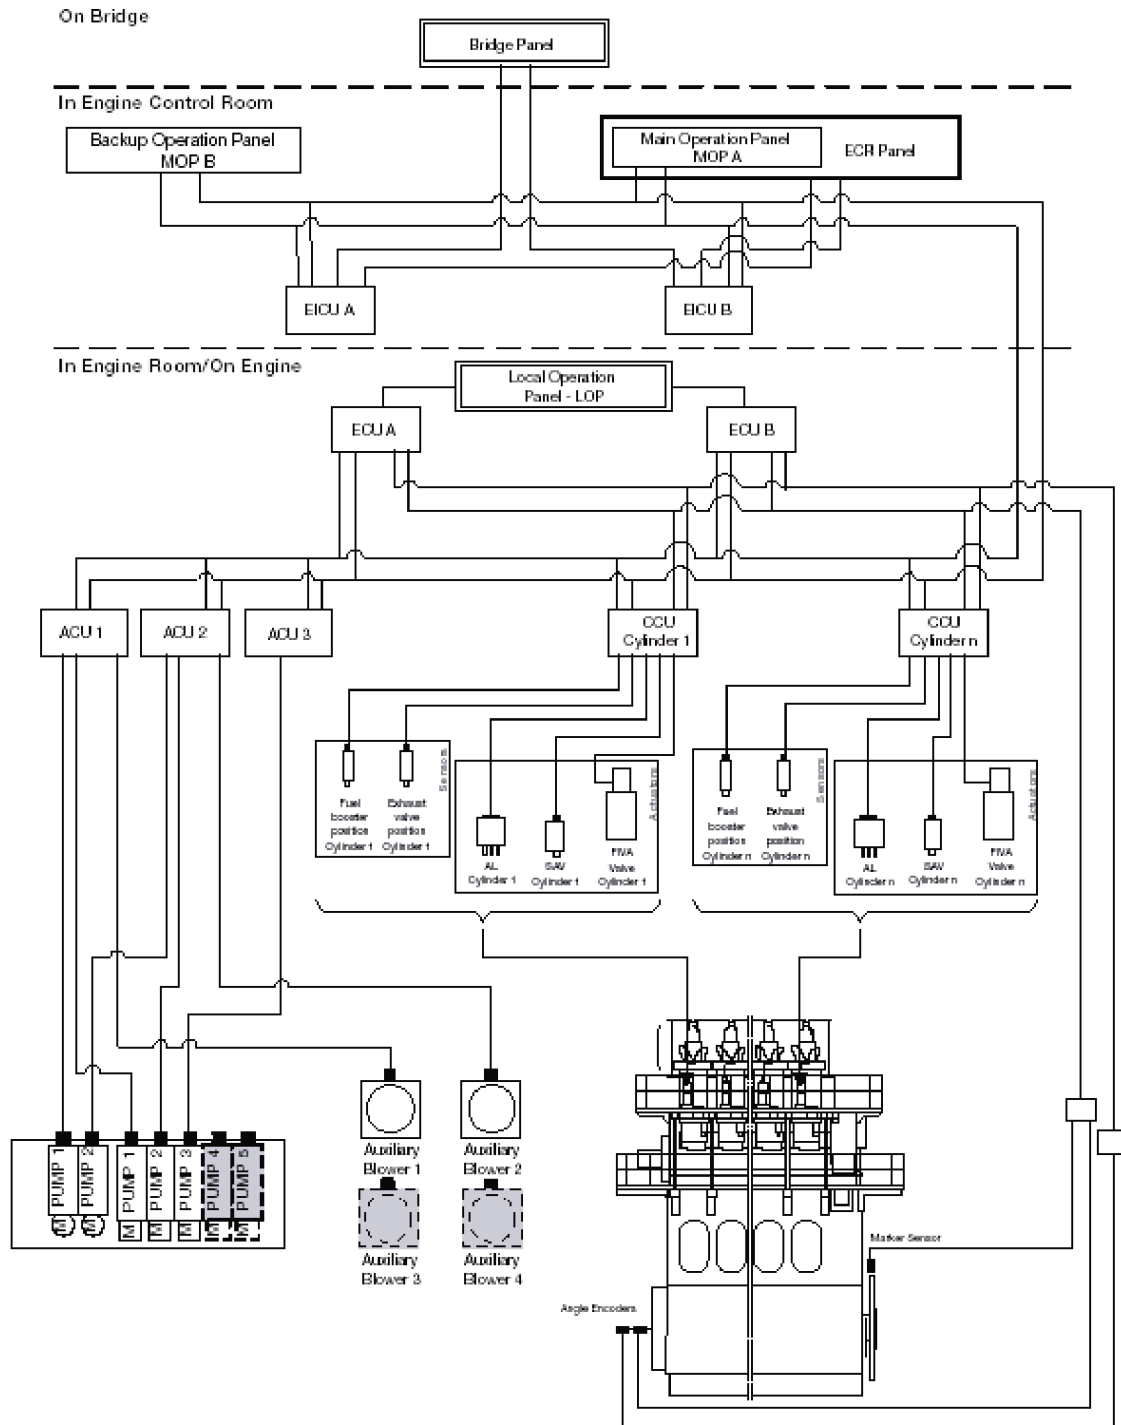 On Bridge
Bridge Panel
In Engine Control Room
Backup Operation Panel
MOP B
Main Operation Panel
MOP A
ECR Panel
EICU A
EICU B
In Engine Room/On Engine
Local Operation
Panel - LOP
ECU A
ECU B
ACU 1
ACU 2
ACU 3
CCU
Cylinder 1
CCU
Cylinder n
Sensors
Fuel
booster
position
Cylinder 1
Exhaust
valve
position
Cylinder 1
Actuators
AL
Cylinder 1
SAV
Cylinder 1
FIVA
Valve
Cylinder 1
Sensors
Fuel
booster
position
Cylinder n
Exhaust
valve
position
Cylinder n
Actuators
AL
Cylinder n
SAV
Cylinder n
FIVA
Valve
Cylinder n
M PUMP 1
M PUMP 2
M PUMP 1
M PUMP 2
M PUMP 3
M PUMP 4
M PUMP 5
Auxiliary
Blower 1
Auxiliary
Blower 2
Auxiliary
Blower 3
Auxiliary
Blower 4
Marker Sensor
Angle Encoders